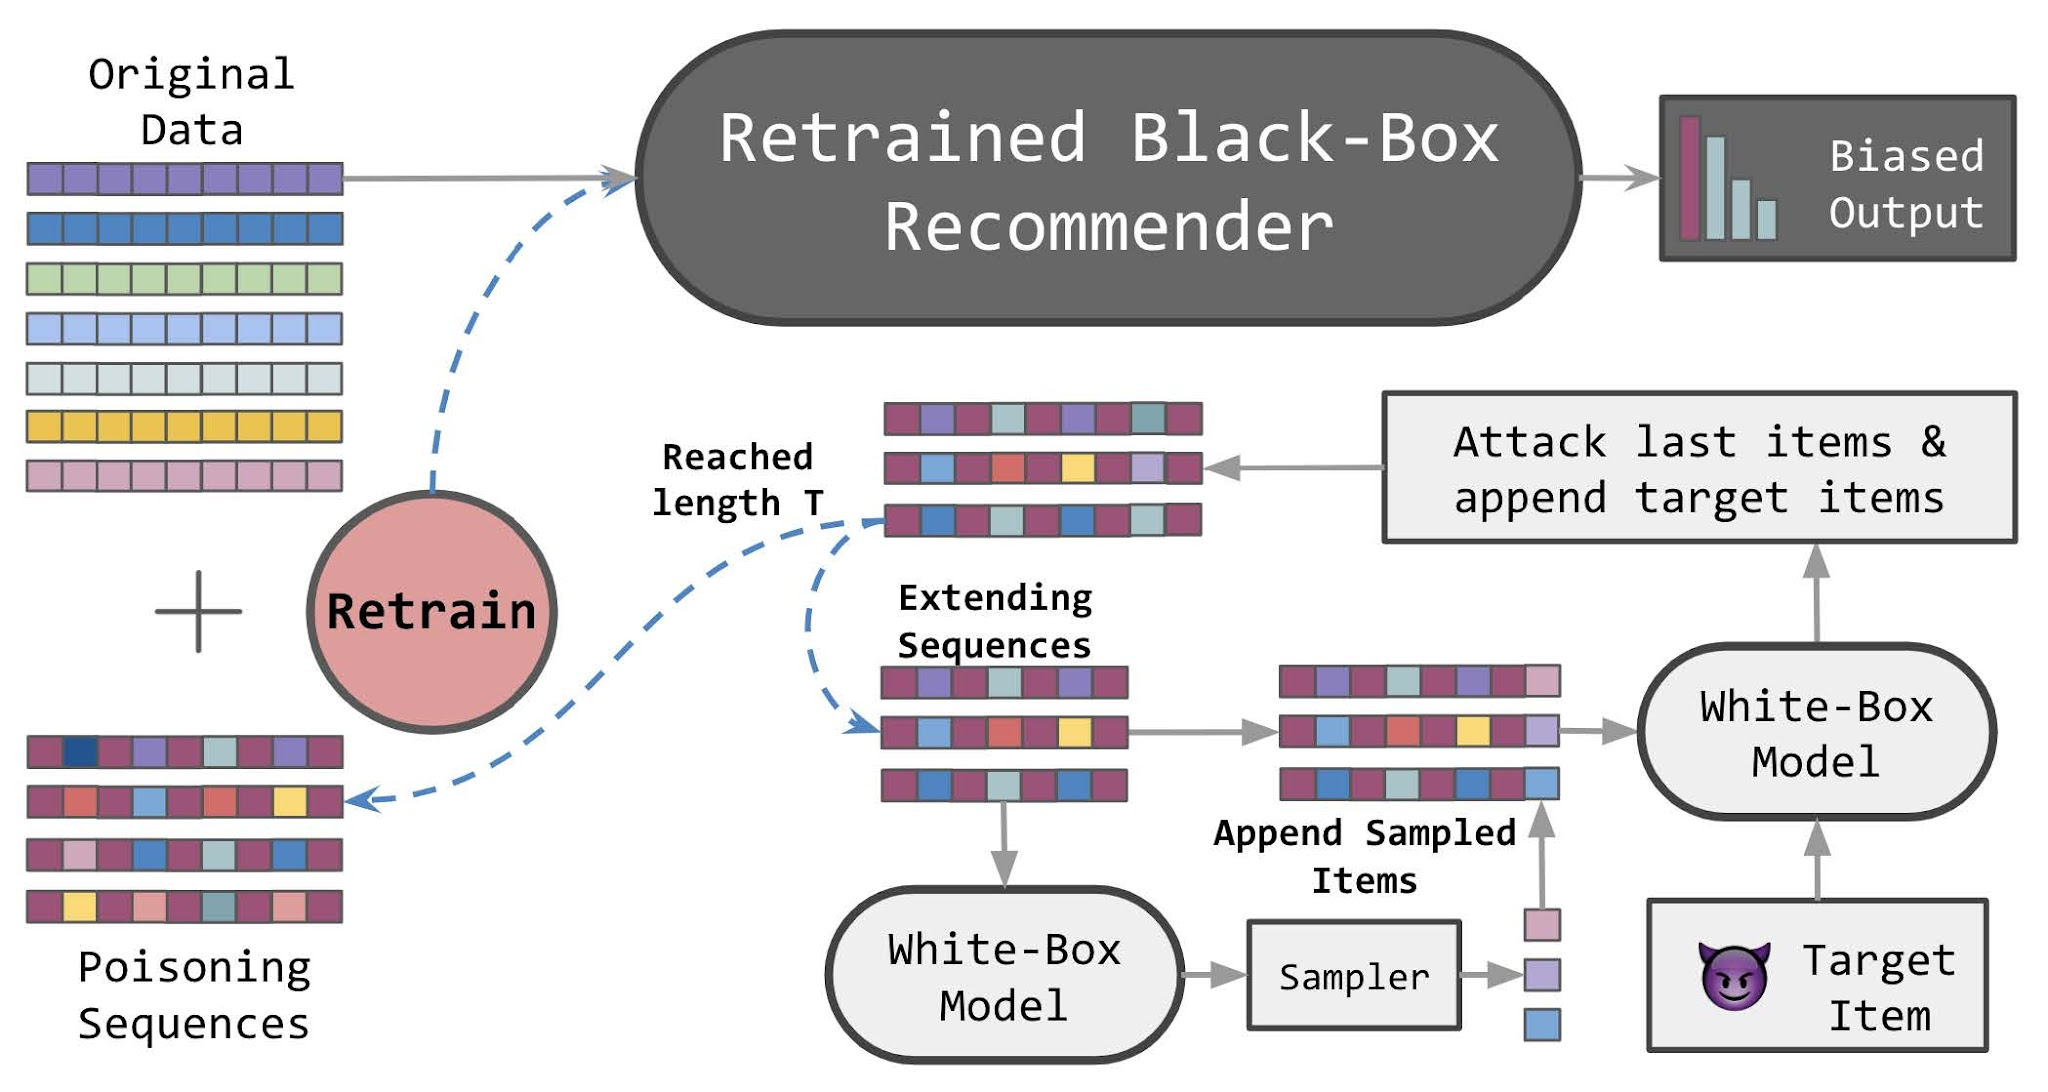 Original
Data
Retrained Black-Box
Recommender
Biased
Output
Reached
length T
Attack last items &
append target items
Retrain
Extending
Sequences
White-Box
Model
Append Sampled
Items
Poisoning
Sequences
White-Box
Model
Sampler
Target
Item